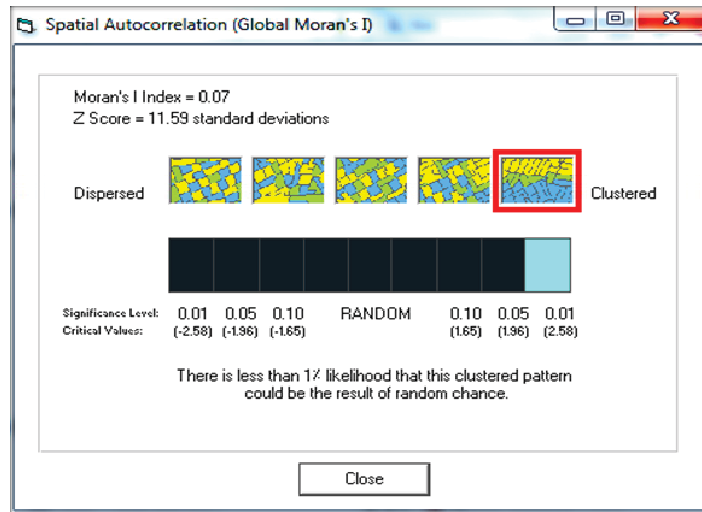 Spatial Autocorrelation (Global Moran's I)
Moran's I Index = 0.07
Z Score = 11.59 standard deviations
Dispersed
Clustered
Significance Level: 0.01 0.05 0.10 RANDOM 0.10 0.05 0.01
Critical Values: (-2.58) (-1.96) (-1.65) (1.65) (1.96) (2.58)
There is less than 1% likelihood that this clustered pattern
could be the result of random chance.
Close